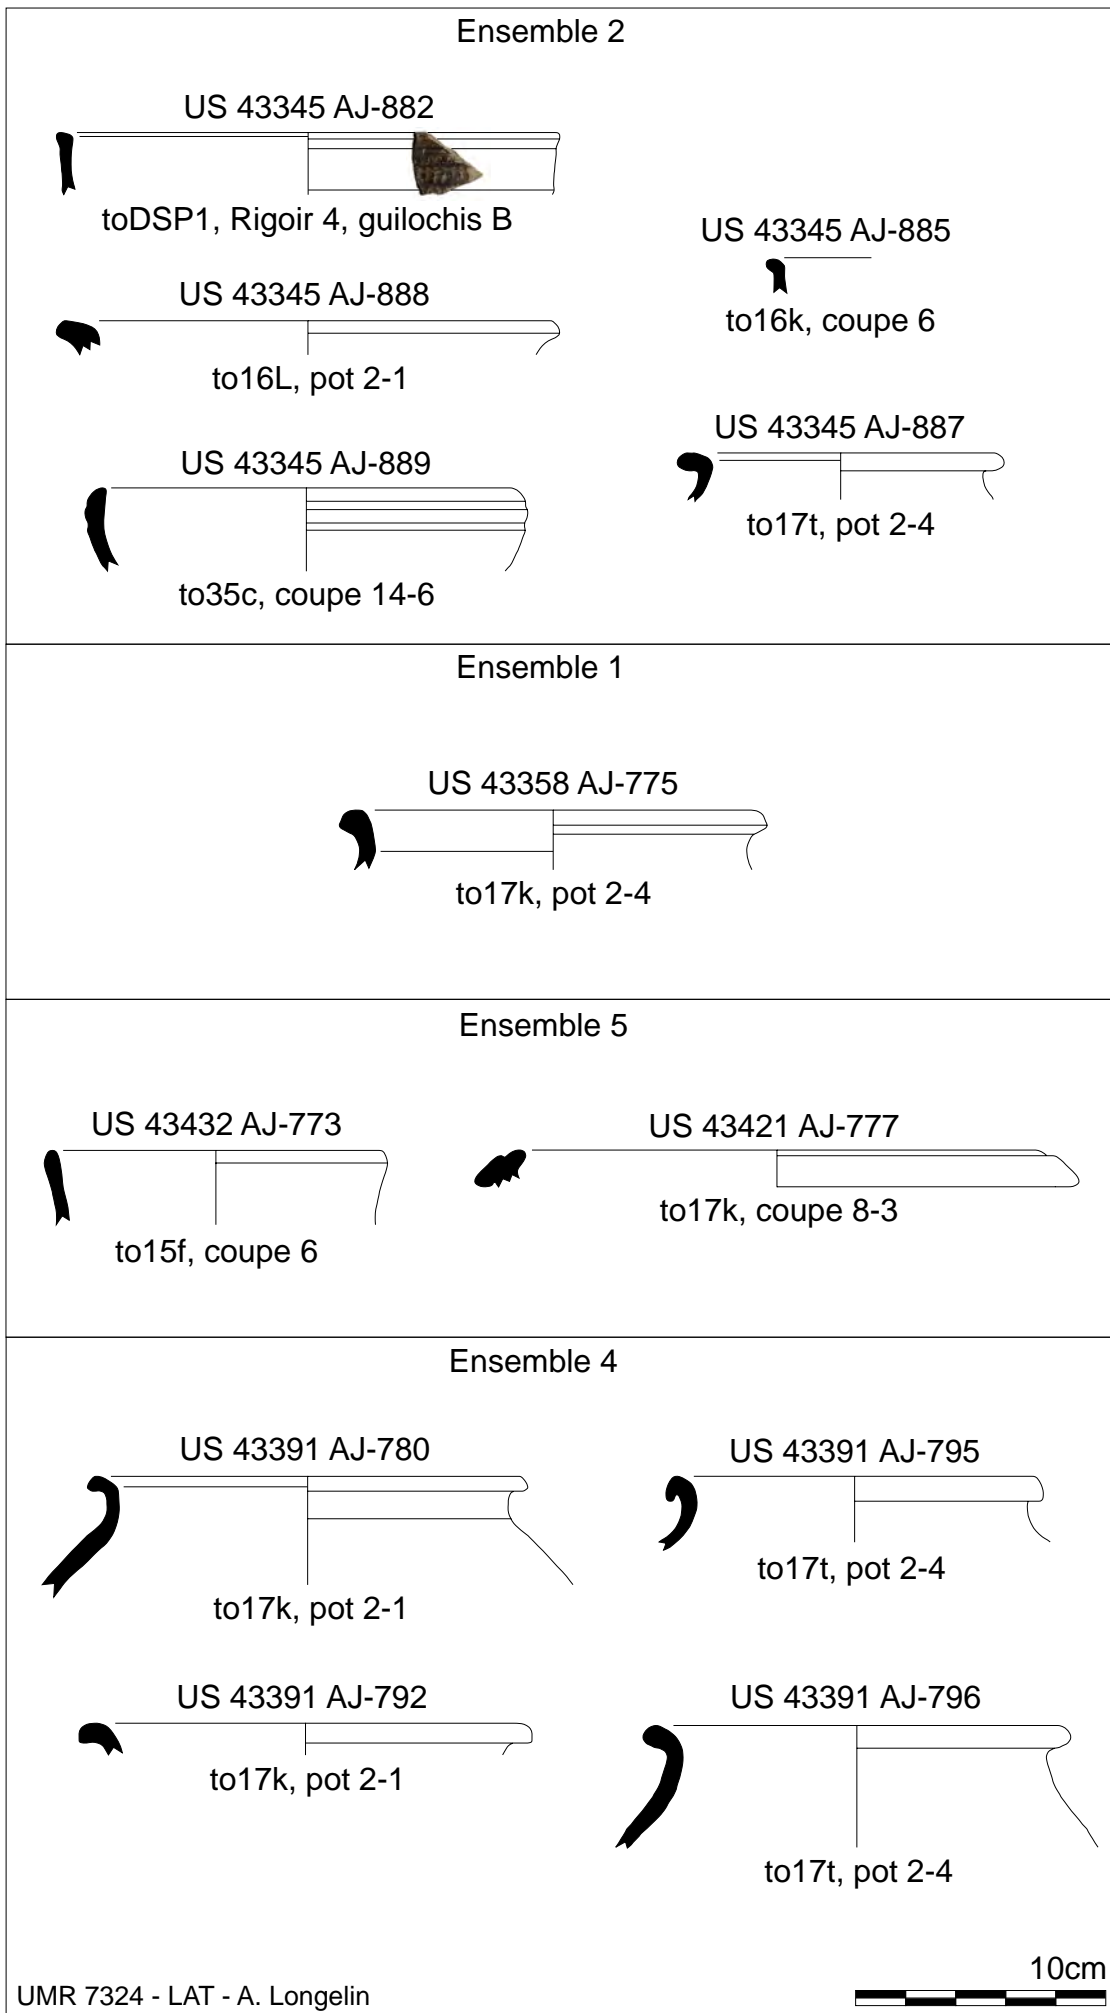 Ensemble 2
US 43345 AJ-882
toDSP1, Rigoir 4, guilochis B
US 43345 AJ-885
to16k, coupe 6
US 43345 AJ-888
to16L, pot 2-1
US 43345 AJ-887
to17t, pot 2-4
US 43345 AJ-889
to35c, coupe 14-6
Ensemble 1
US 43358 AJ-775
to17k, pot 2-4
Ensemble 5
US 43432 AJ-773
to15f, coupe 6
US 43421 AJ-777
to17k, coupe 8-3
Ensemble 4
US 43391 AJ-780
to17k, pot 2-1
US 43391 AJ-795
to17t, pot 2-4
US 43391 AJ-792
to17k, pot 2-1
US 43391 AJ-796
to17t, pot 2-4
10cm
UMR 7324 - LAT - A. Longelin